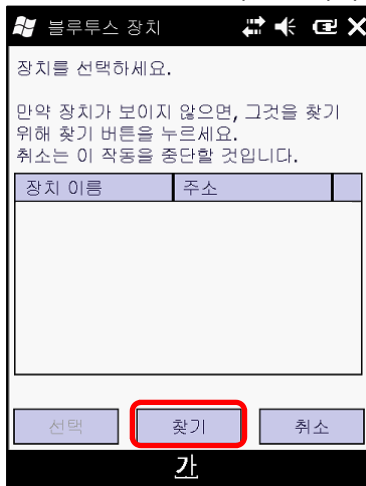 블루투스 장치
장치를 선택하세요.
만약 장치가 보이지 않으면, 그것을 찾기
위해 찾기 버튼을 누르세요.
취소는 이 작동을 중단할 것입니다.
장치 이름 주소
선택 찾기 취소
가